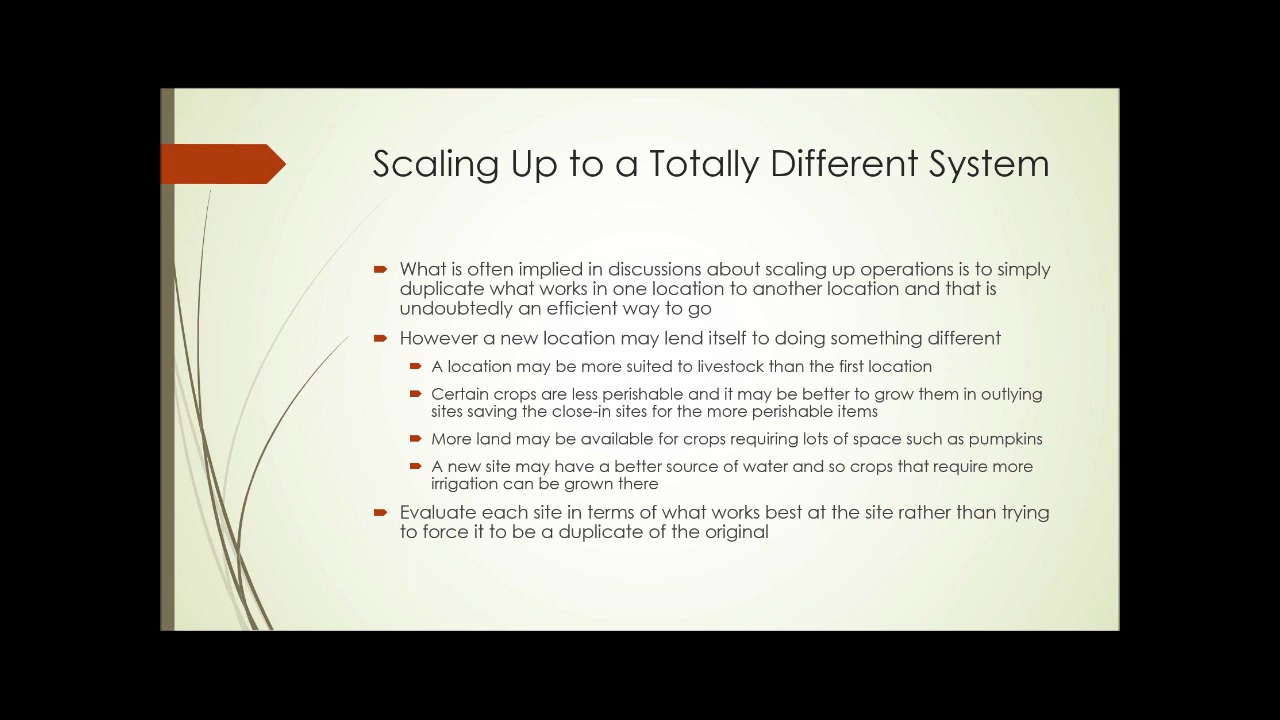 Scaling Up to a Totally Different System
What is often implied in discussions about scaling up operations is to simply
duplicate what works in one location to another location and that is
undoubtedly an efficient way to go
However a new location may lend itself to doing something different
A location may be more suited to livestock than the first location
Certain crops are less perishable and it may be better to grow them in outlying
sites saving the close-in sites for the more perishable items
More land may be available for crops requiring lots of space such as pumpkins
A new site may have a better source of water and so crops that require more
irrigation can be grown there
Evaluate each site in terms of what works best at the site rather than trying
to force it to be a duplicate of the original